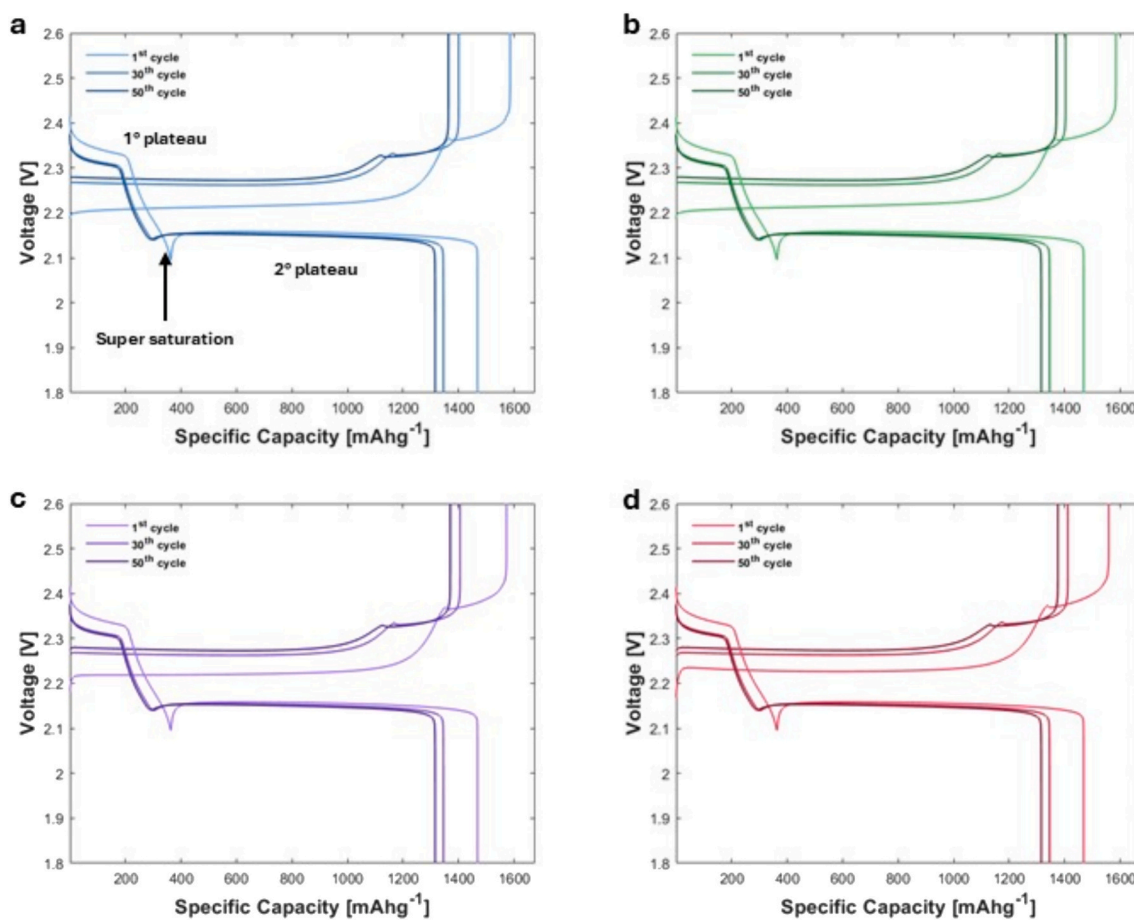 a
2.6
2.5
2.4
2.3
2.2
2.1
2
1.9
1.8
Voltage [V]
1st cycle
30th cycle
50th cycle
1° plateau
2° plateau
Super saturation
200 400 600 800 1000 1200 1400 1600
Specific Capacity [mAhg-1]
b
2.6
2.5
2.4
2.3
2.2
2.1
2
1.9
1.8
Voltage [V]
1st cycle
30th cycle
50th cycle
200 400 600 800 1000 1200 1400 1600
Specific Capacity [mAhg-1]
c
2.6
2.5
2.4
2.3
2.2
2.1
2
1.9
1.8
Voltage [V]
1st cycle
30th cycle
50th cycle
200 400 600 800 1000 1200 1400 1600
Specific Capacity [mAhg-1]
d
2.6
2.5
2.4
2.3
2.2
2.1
2
1.9
1.8
Voltage [V]
1st cycle
30th cycle
50th cycle
200 400 600 800 1000 1200 1400 1600
Specific Capacity [mAhg-1]